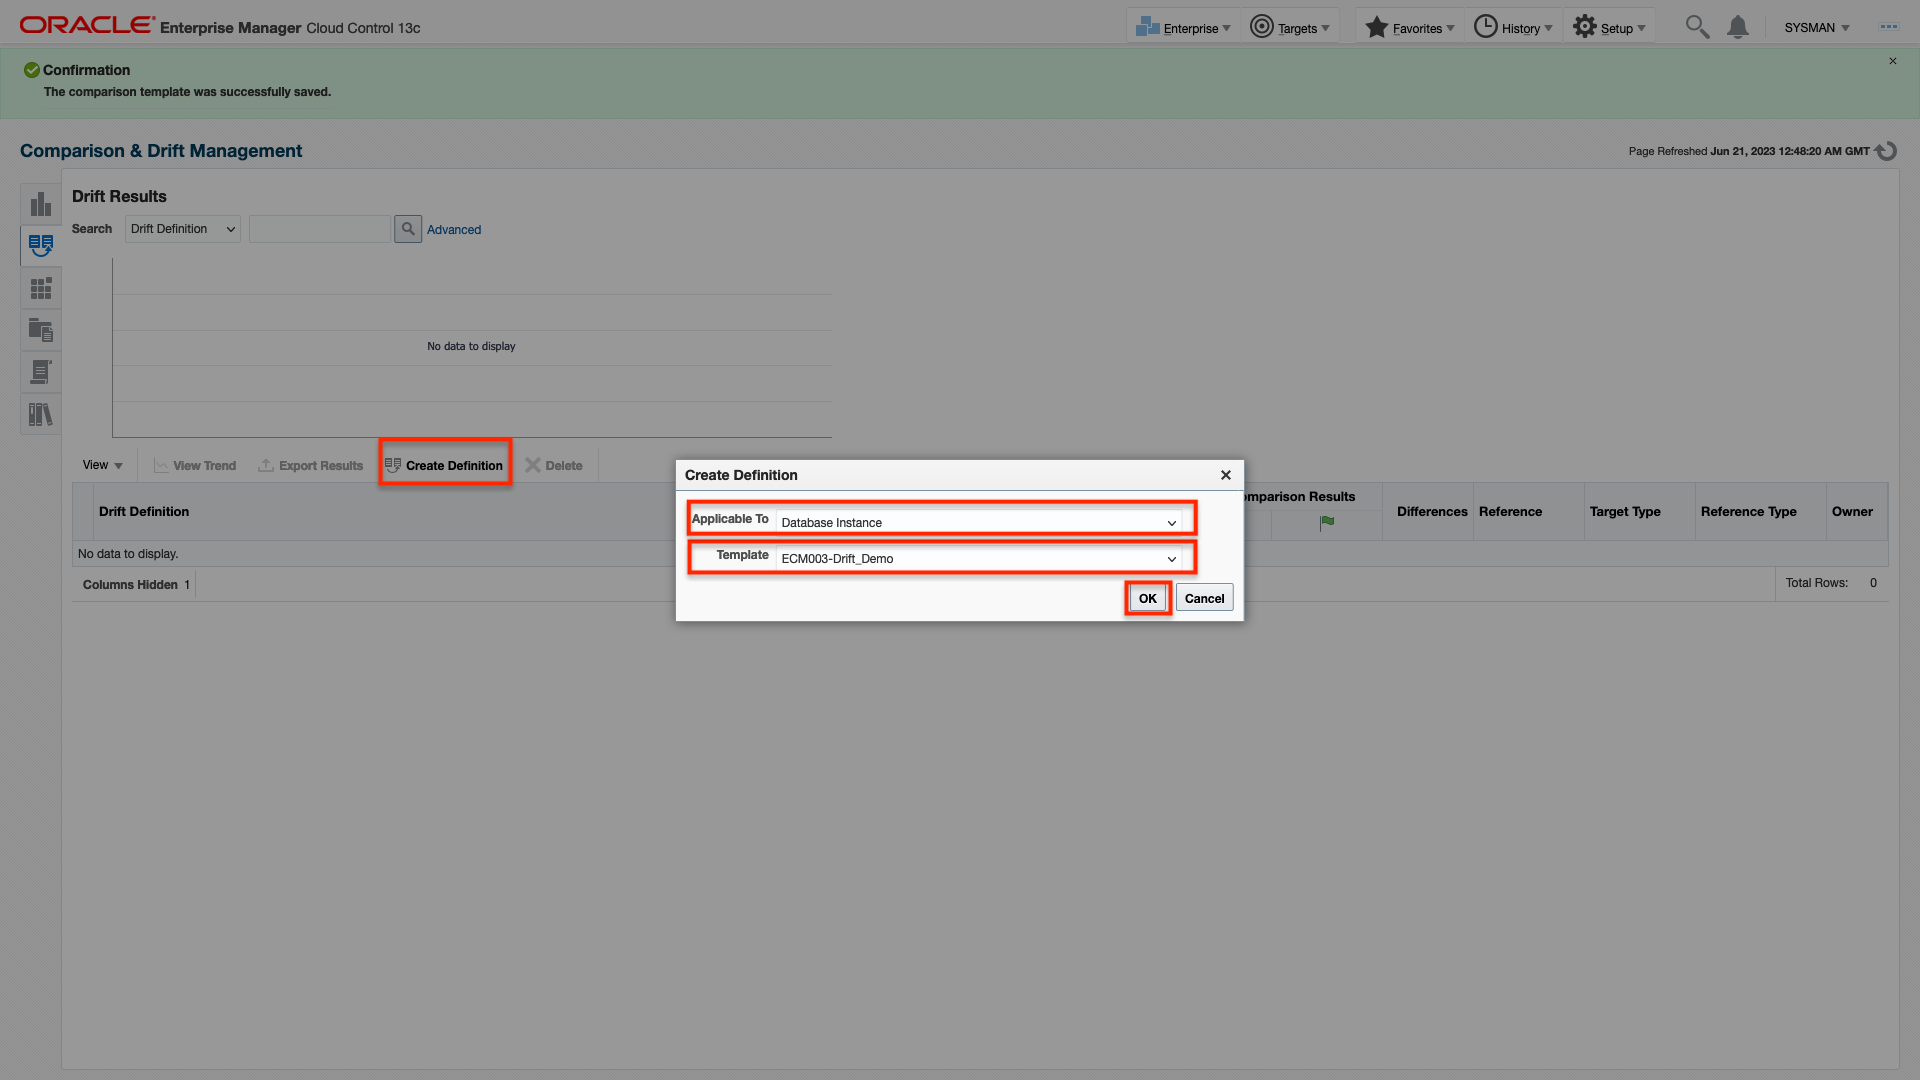 ORACLE Enterprise Manager Cloud Control 13c
Enterprise
Targets
Favorites
History
Setup
SYSMAN
Confirmation
The comparison template was successfully saved.
Comparison & Drift Management
Page Refreshed Jun 21, 2023 12:48:20 AM GMT
Drift Results
Search
Drift Definition
Advanced
No data to display
View
View Trend
Export Results
Create Definition
Delete
Create Definition
Applicable To
Database Instance
Template
ECM003-Drift_Demo
OK
Cancel
Drift Definition
omparison Results
Differences
Reference
Target Type
Reference Type
Owner
No data to display.
Columns Hidden 1
Total Rows: 0